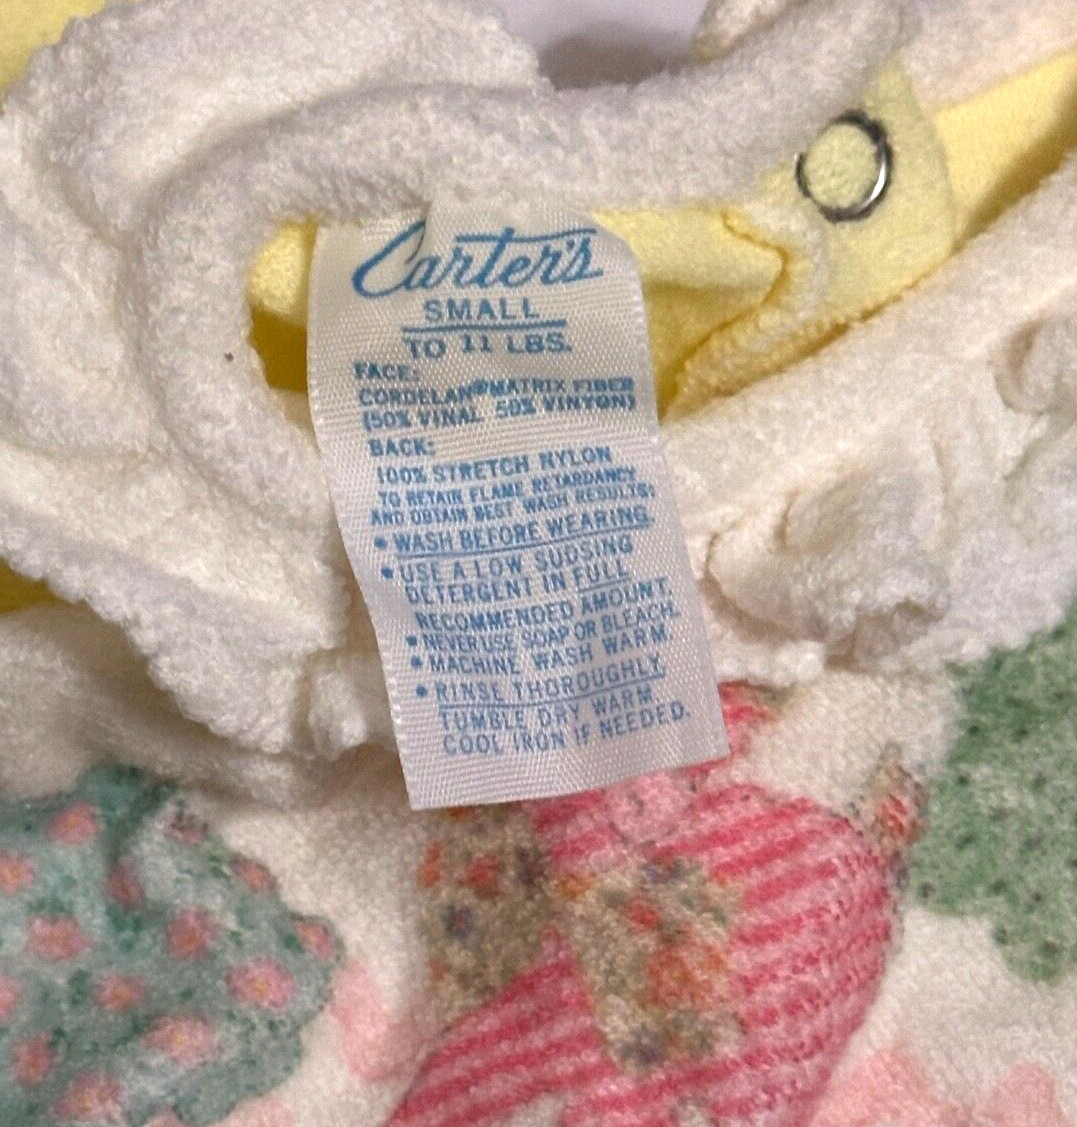 Carter's
SMALL
TO 11 LBS.
FACE:
CORDELAN® MATRIX FIBER
(50% VINAL 50% VINYON)
BACK:
100% STRETCH NYLON
TO RETAIN FLAME RETARDANCY
AND OBTAIN BEST WASH RESULTS:
• WASH BEFORE WEARING
• USE A LOW SUDSING
DETERGENT IN FULL
RECOMMENDED AMOUNT.
• NEVER USE SOAP OR BLEACH.
• MACHINE WASH WARM.
• RINSE THOROUGHLY
TUMBLE DRY WARM
COOL IRON IF NEEDED.